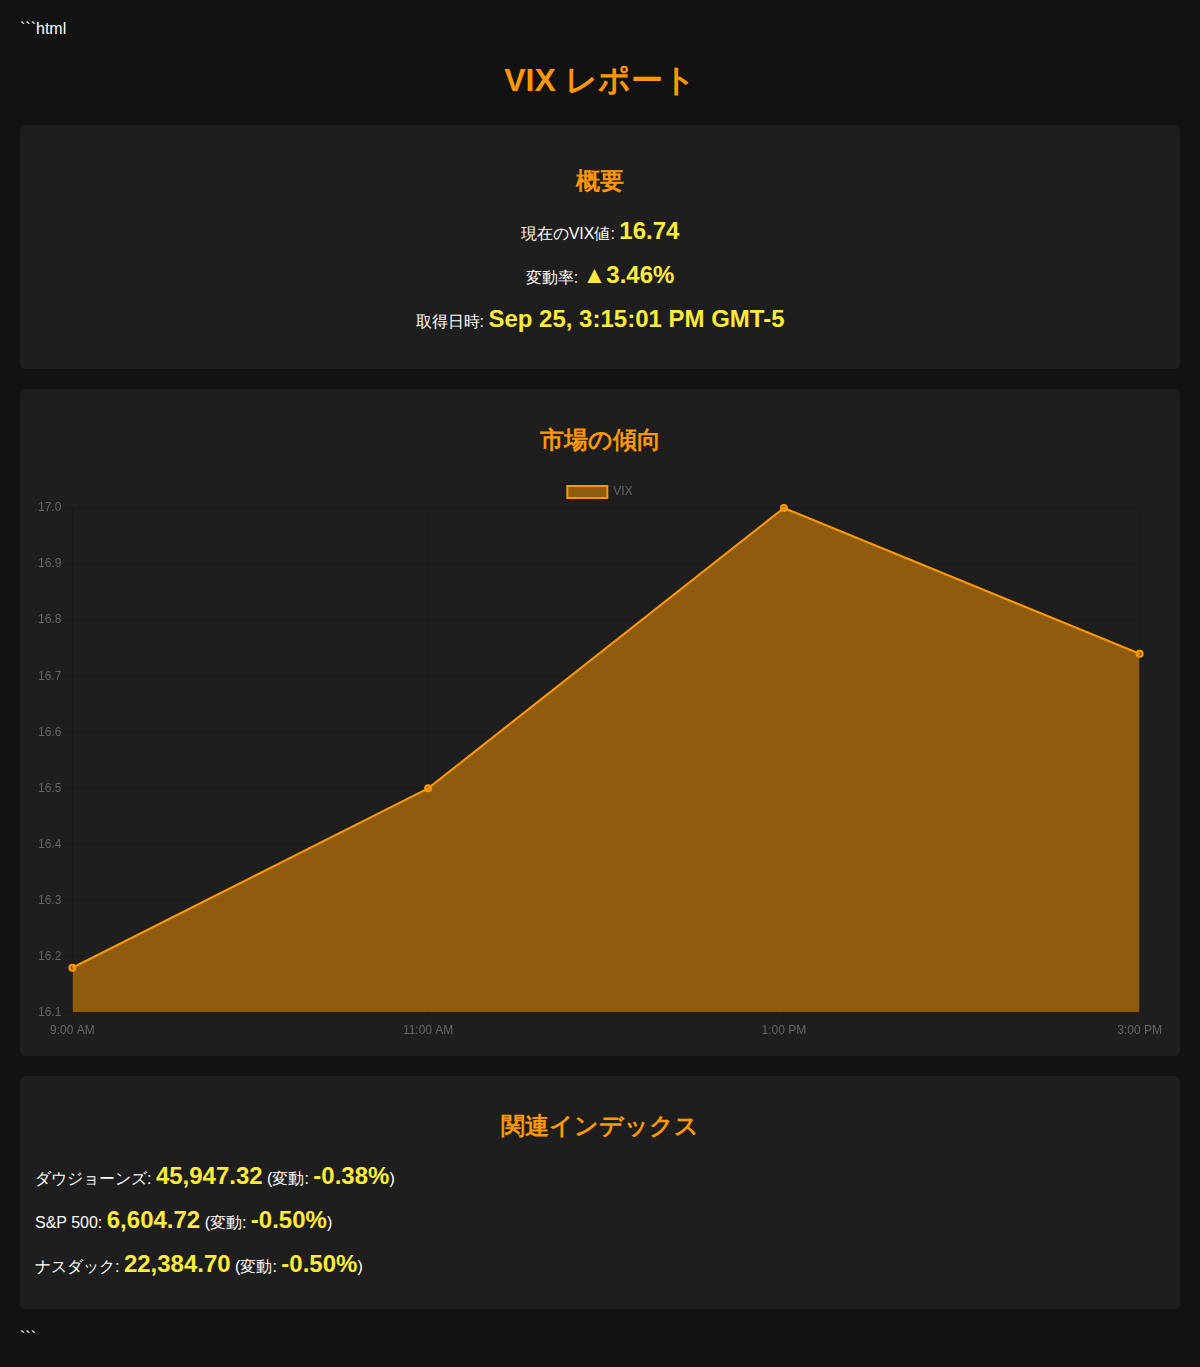 ```html
VIX レポート
概要
現在のVIX値: 16.74
変動率: ▲3.46%
取得日時: Sep 25, 3:15:01 PM GMT-5
市場の傾向
VIX
17.0
16.9
16.8
16.7
16.6
16.5
16.4
16.3
16.2
16.1
9:00 AM 11:00 AM 1:00 PM 3:00 PM
関連インデックス
ダウジョーンズ: 45,947.32 (変動: -0.38%)
S&P 500: 6,604.72 (変動: -0.50%)
ナスダック: 22,384.70 (変動: -0.50%)
```